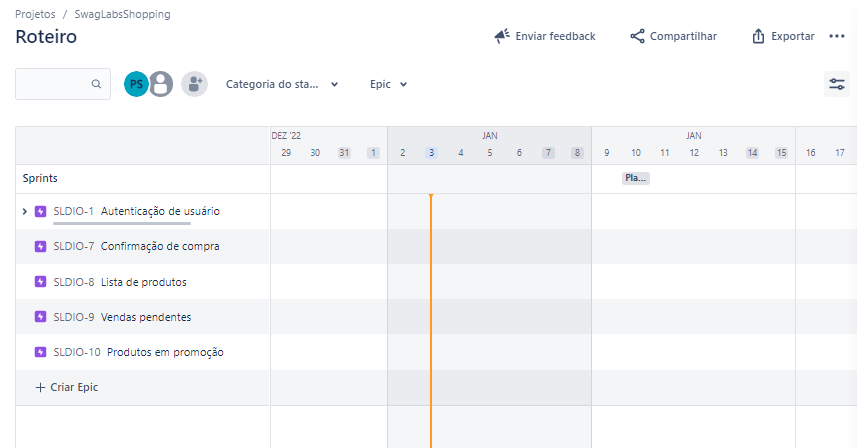 Projetos / SwagLabsShopping
Roteiro
Enviar feedback Compartilhar Exportar
PS Categoria do sta... Epic
DEZ '22 JAN JAN
29 30 31 1 2 3 4 5 6 7 8 9 10 11 12 13 14 15 16 17
Sprints Pla...
SLDIO-1 Autenticação de usuário
SLDIO-7 Confirmação de compra
SLDIO-8 Lista de produtos
SLDIO-9 Vendas pendentes
SLDIO-10 Produtos em promoção
+ Criar Epic